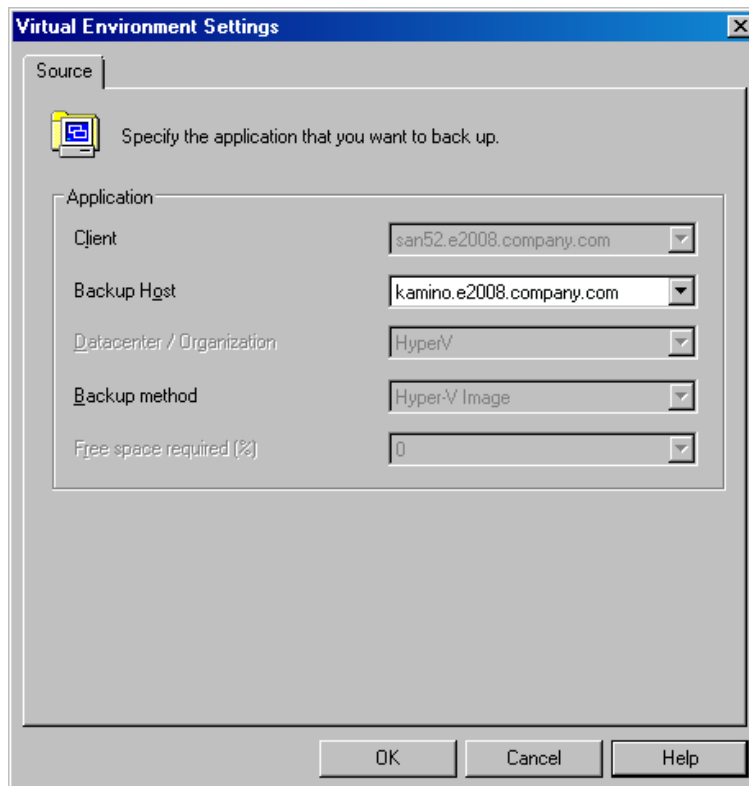 Virtual Environment Settings
Source
Specify the application that you want to back up.
Application
Client san52.e2008.company.com
Backup Host kamino.e2008.company.com
Datacenter / Organization HyperV
Backup method Hyper-V Image
Free space required (%) 0
OK Cancel Help